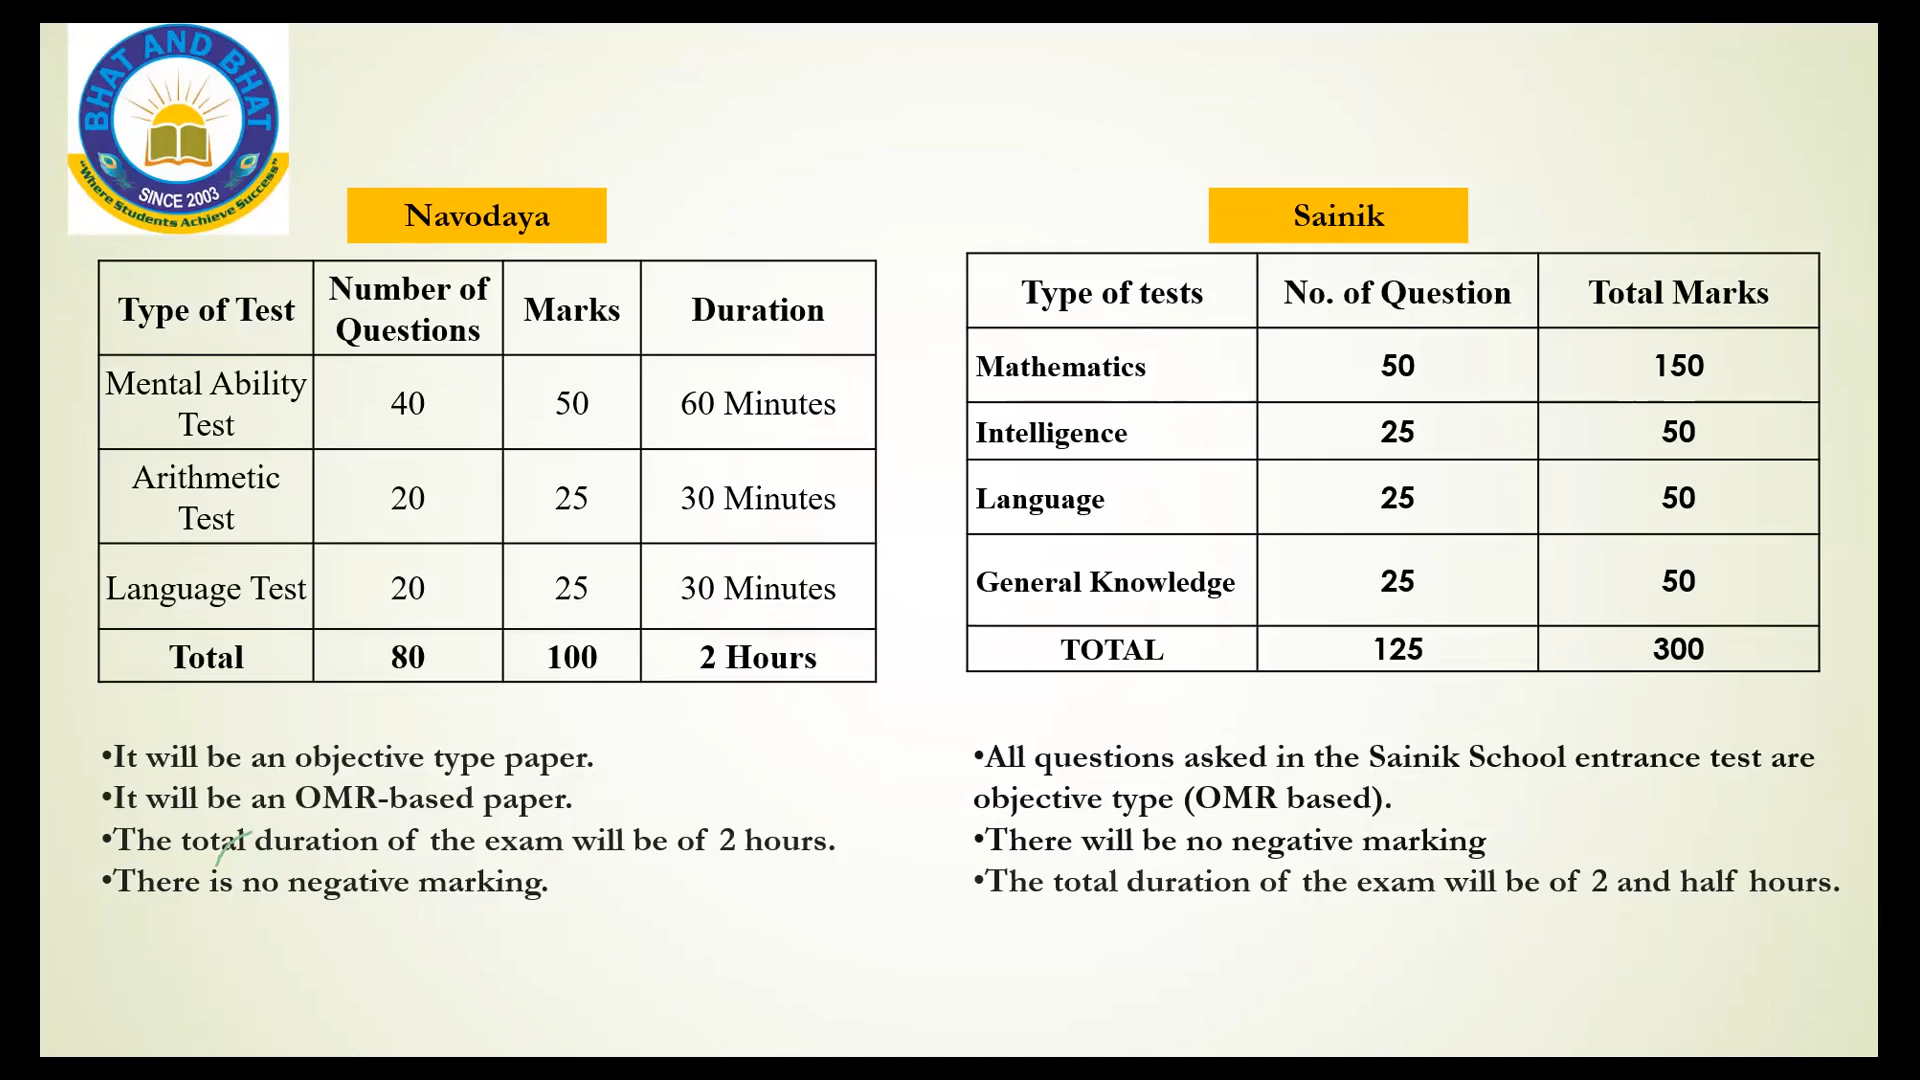 BHAT AND BHAT
SINCE 2003
"Where Students Achieve Success"
Navodaya
Type of Test Number of Questions Marks Duration
Mental Ability Test 40 50 60 Minutes
Arithmetic Test 20 25 30 Minutes
Language Test 20 25 30 Minutes
Total 80 100 2 Hours
•It will be an objective type paper.
•It will be an OMR-based paper.
•The total duration of the exam will be of 2 hours.
•There is no negative marking.
Sainik
Type of tests No. of Question Total Marks
Mathematics 50 150
Intelligence 25 50
Language 25 50
General Knowledge 25 50
TOTAL 125 300
•All questions asked in the Sainik School entrance test are
objective type (OMR based).
•There will be no negative marking
•The total duration of the exam will be of 2 and half hours.